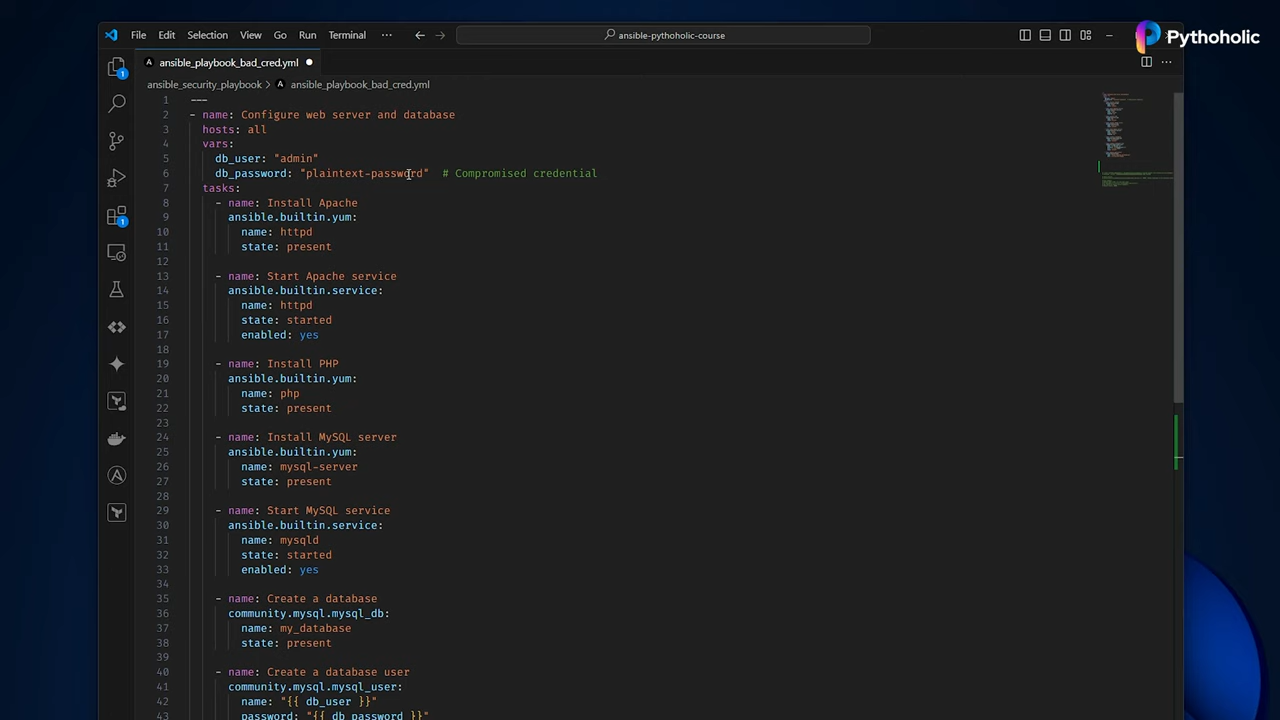 File Edit Selection View Go Run Terminal ··· ansible-pythoholic-course
Pythoholic
ansible_playbook_bad_cred.yml
ansible_security_playbook > ansible_playbook_bad_cred.yml
1 ---
2 - name: Configure web server and database
3 hosts: all
4 vars:
5 db_user: "admin"
6 db_password: "plaintext-password" # Compromised credential
7 tasks:
8 - name: Install Apache
9 ansible.builtin.yum:
10 name: httpd
11 state: present
12
13 - name: Start Apache service
14 ansible.builtin.service:
15 name: httpd
16 state: started
17 enabled: yes
18
19 - name: Install PHP
20 ansible.builtin.yum:
21 name: php
22 state: present
23
24 - name: Install MySQL server
25 ansible.builtin.yum:
26 name: mysql-server
27 state: present
28
29 - name: Start MySQL service
30 ansible.builtin.service:
31 name: mysqld
32 state: started
33 enabled: yes
34
35 - name: Create a database
36 community.mysql.mysql_db:
37 name: my_database
38 state: present
39
40 - name: Create a database user
41 community.mysql.mysql_user:
42 name: "{{ db_user }}"
43 password: "{{ db_password }}"